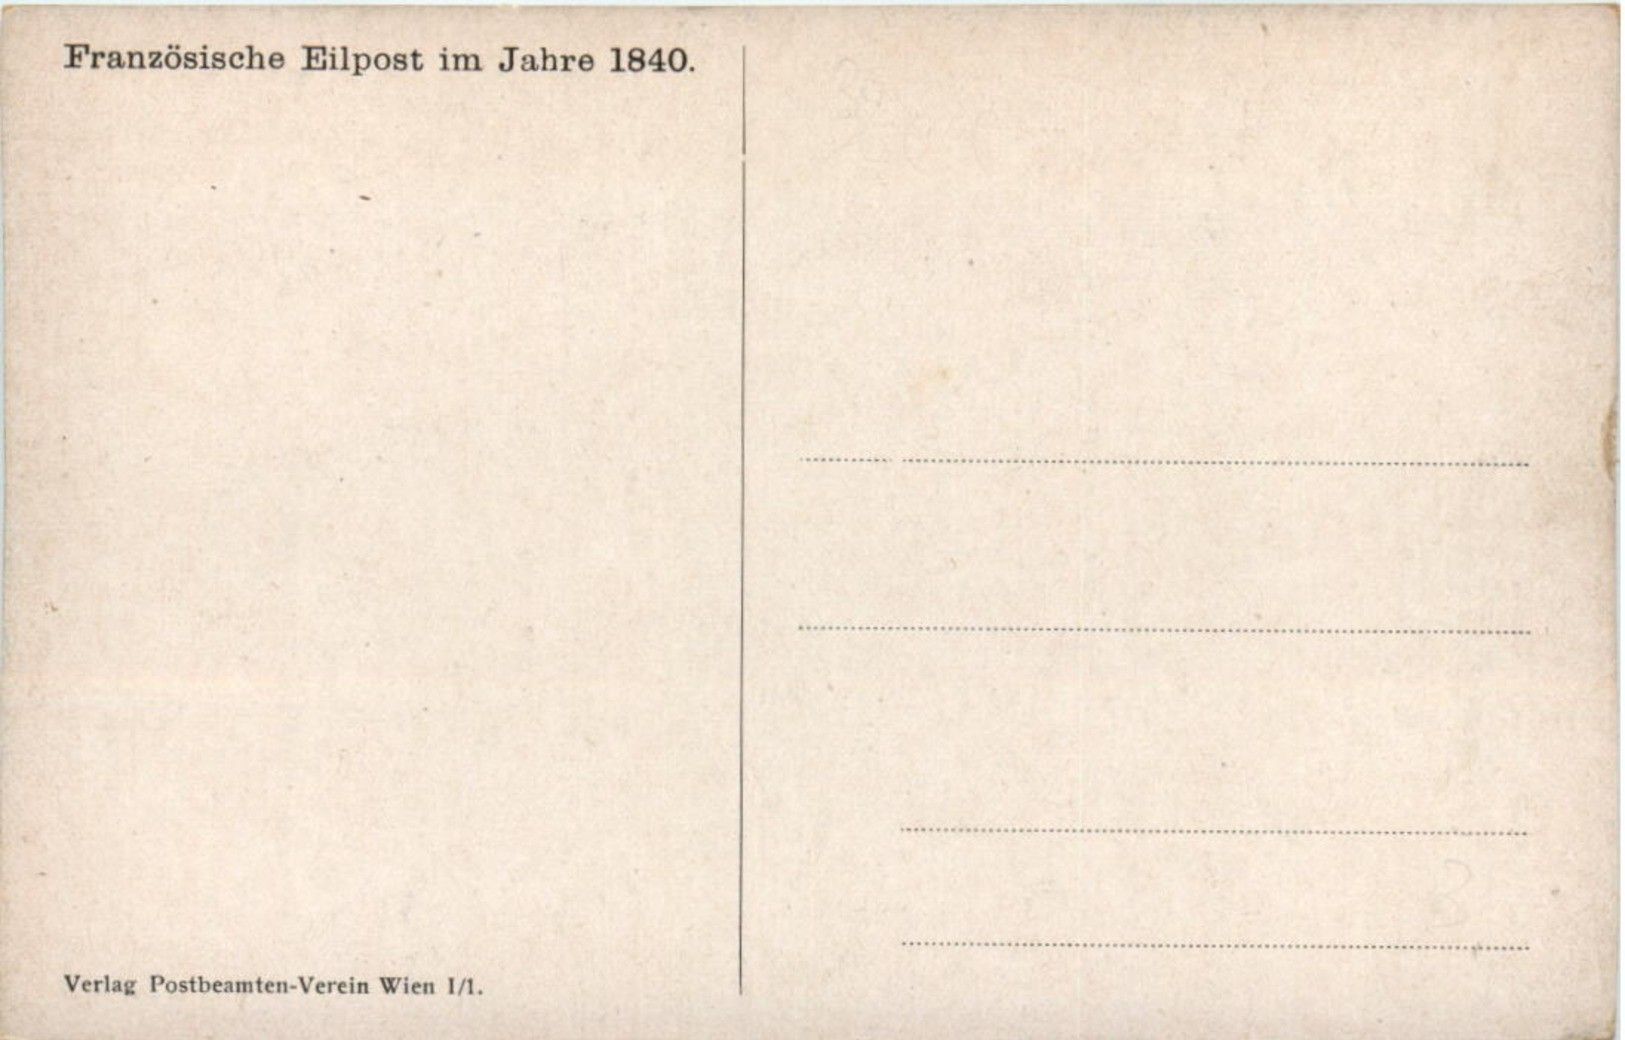 Französische Eilpost im Jahre 1840.
Verlag Postbeamten-Verein Wien I/1.